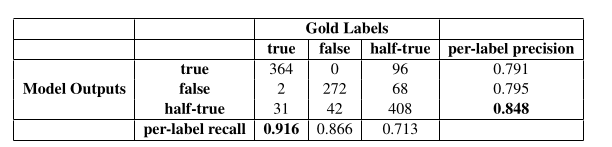 Gold Labels
true false half-true per-label precision
true 364 0 96 0.791
Model Outputs false 2 272 68 0.795
half-true 31 42 408 0.848
per-label recall 0.916 0.866 0.713